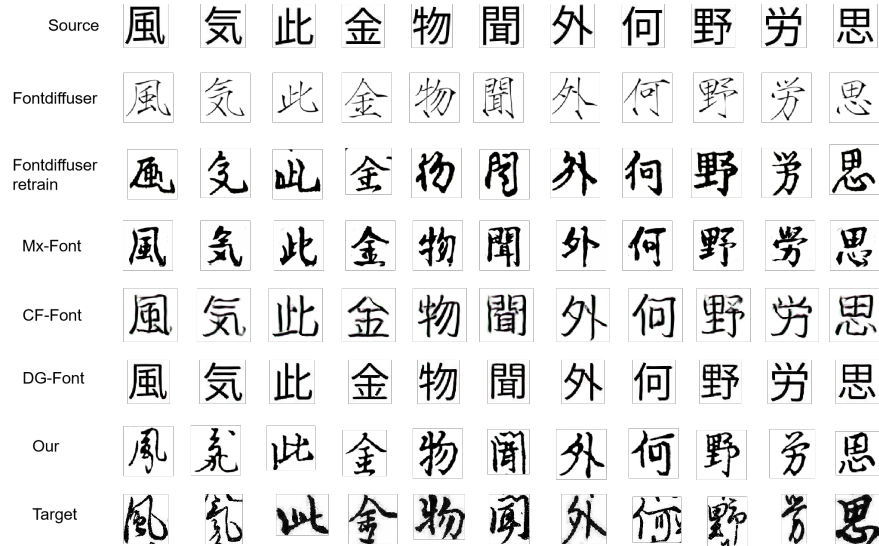 Source 風 気 此 金 物 聞 外 何 野 労 思
Fontdiffuser 風 気 此 金 物 聞 外 何 野 労 思
Fontdiffuser
retrain 風 気 此 金 物 聞 外 何 野 労 思
Mx-Font 風 気 此 金 物 聞 外 何 野 労 思
CF-Font 風 気 此 金 物 聞 外 何 野 労 思
DG-Font 風 気 此 金 物 聞 外 何 野 労 思
Our 風 気 此 金 物 聞 外 何 野 労 思
Target 風 気 此 金 物 聞 外 何 野 労 思